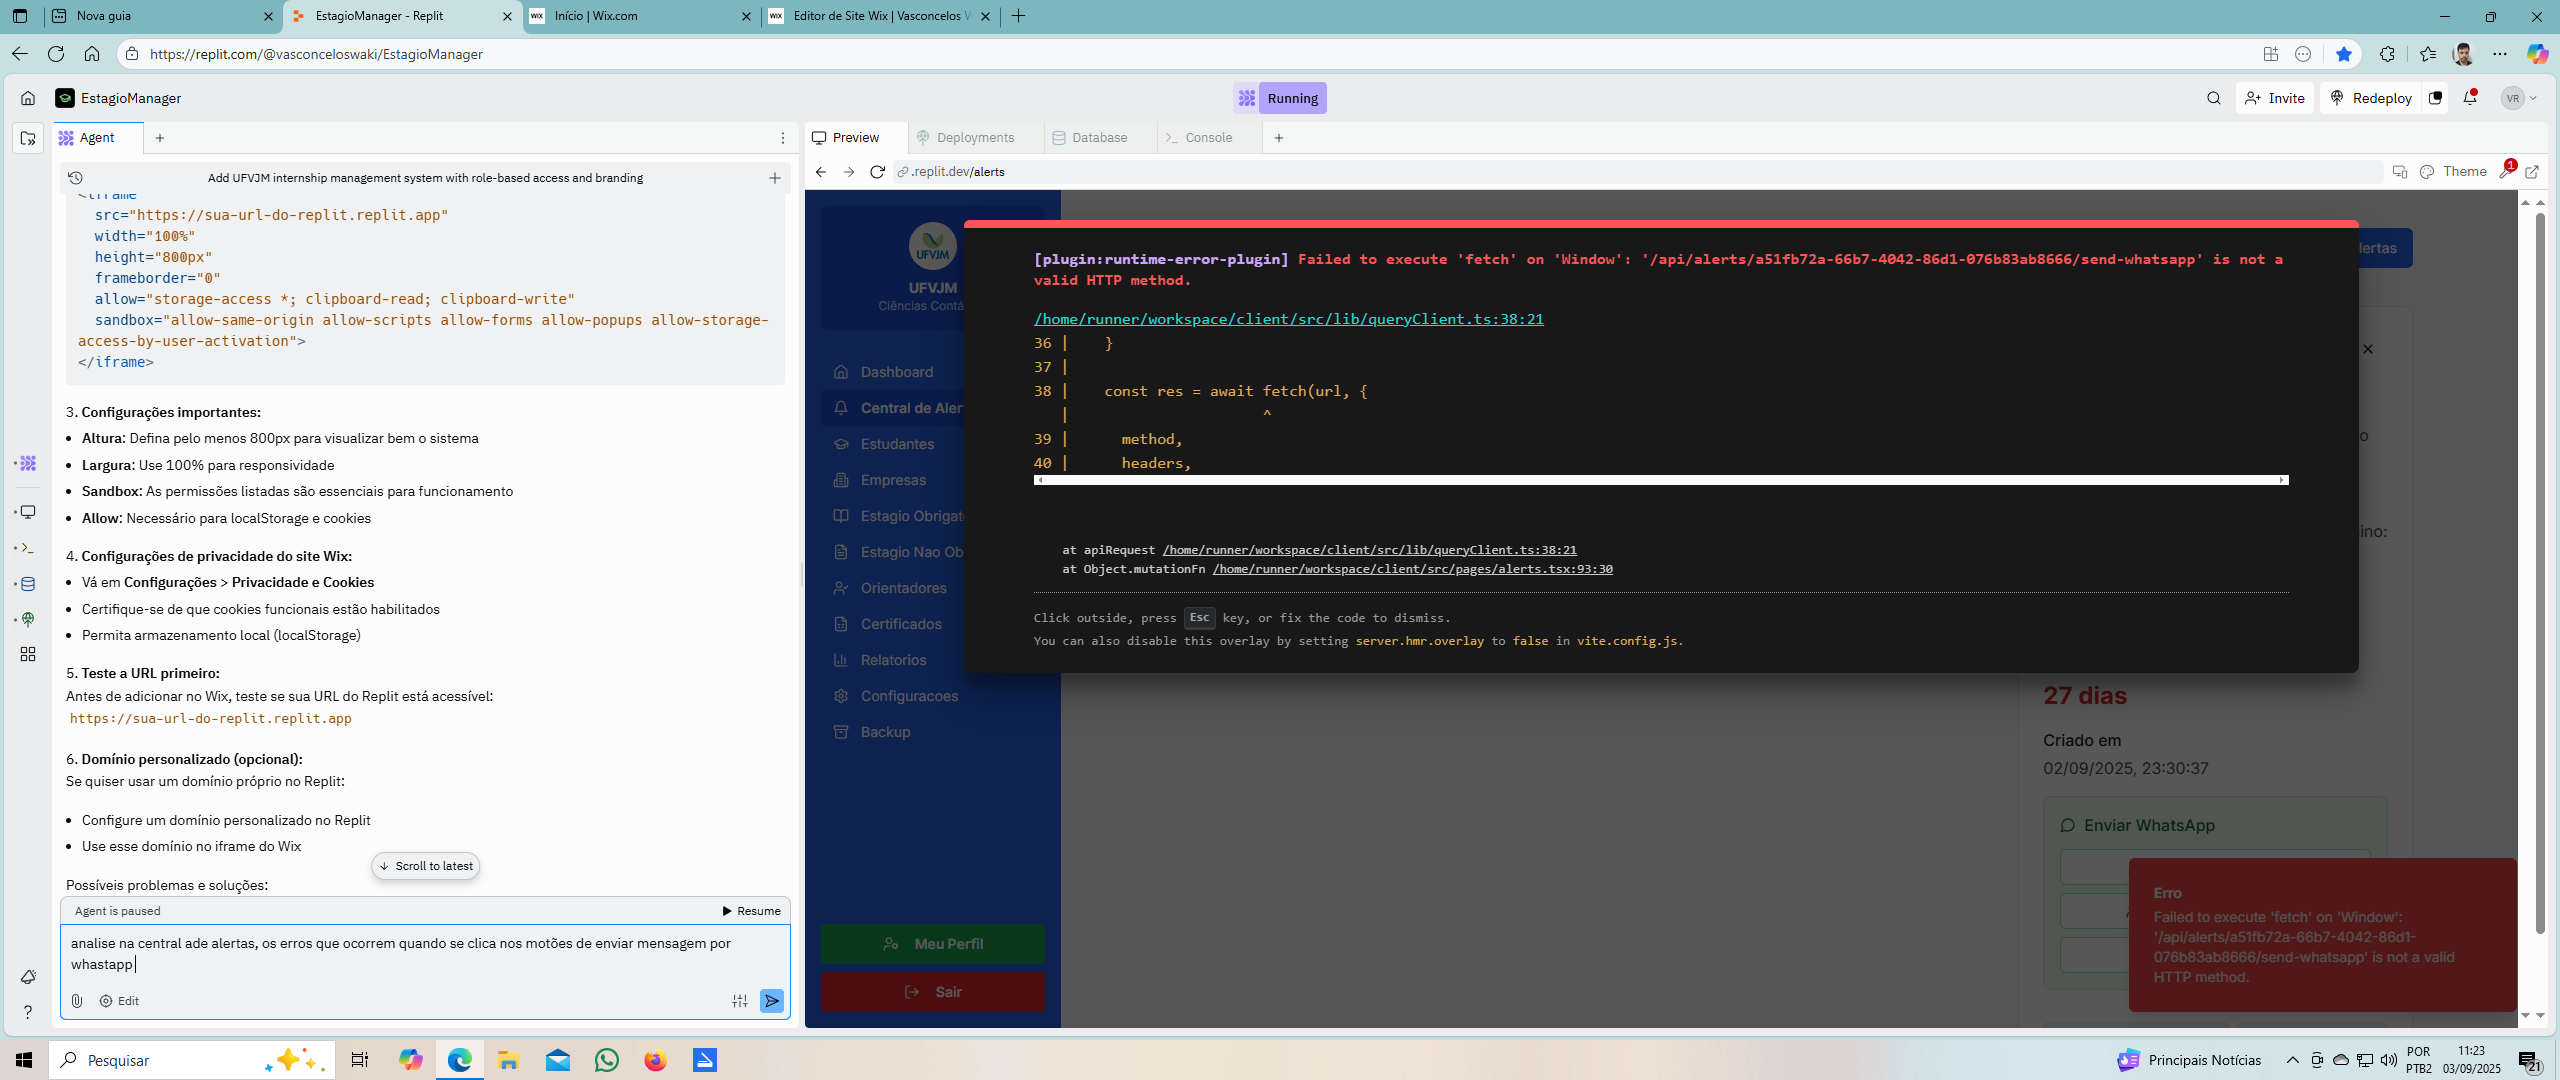 Nova guia
EstagioManager - Replit
WIX Início | Wix.com
WIX Editor de Site Wix | Vasconcelos W
https://replit.com/@vasconceloswaki/EstagioManager
EstagioManager
Running
Invite
Redeploy
VR
Agent
Preview
Deployments
Database
Console
Add UFVJM internship management system with role-based access and branding
.replit.dev/alerts
Theme
1
<iframe
src="https://sua-url-do-replit.replit.app"
width="100%"
height="800px"
frameborder="0"
allow="storage-access *; clipboard-read; clipboard-write"
sandbox="allow-same-origin allow-scripts allow-forms allow-popups allow-storage-
access-by-user-activation">
</iframe>
3. Configurações importantes:
• Altura: Defina pelo menos 800px para visualizar bem o sistema
• Largura: Use 100% para responsividade
• Sandbox: As permissões listadas são essenciais para funcionamento
• Allow: Necessário para localStorage e cookies
4. Configurações de privacidade do site Wix:
• Vá em Configurações > Privacidade e Cookies
• Certifique-se de que cookies funcionais estão habilitados
• Permita armazenamento local (localStorage)
5. Teste a URL primeiro:
Antes de adicionar no Wix, teste se sua URL do Replit está acessível:
https://sua-url-do-replit.replit.app
6. Domínio personalizado (opcional):
Se quiser usar um domínio próprio no Replit:
• Configure um domínio personalizado no Replit
• Use esse domínio no iframe do Wix
Scroll to latest
Possíveis problemas e soluções:
Agent is paused
Resume
analise na central ade alertas, os erros que ocorrem quando se clica nos motões de enviar mensagem por
whastapp
Edit
UFVJM
UFVJM
Ciências Contá
Dashboard
Central de Aler
Estudantes
Empresas
Estagio Obrigat
Estagio Nao Ob
Orientadores
Certificados
Relatorios
Configuracoes
Backup
Meu Perfil
Sair
lertas
[plugin:runtime-error-plugin] Failed to execute 'fetch' on 'Window': '/api/alerts/a51fb72a-66b7-4042-86d1-076b83ab8666/send-whatsapp' is not a
valid HTTP method.
/home/runner/workspace/client/src/lib/queryClient.ts:38:21
36 | }
37 |
38 | const res = await fetch(url, {
| ^
39 | method,
40 | headers,
at apiRequest /home/runner/workspace/client/src/lib/queryClient.ts:38:21
at Object.mutationFn /home/runner/workspace/client/src/pages/alerts.tsx:93:30
Click outside, press Esc key, or fix the code to dismiss.
You can also disable this overlay by setting server.hmr.overlay to false in vite.config.js.
o
ino:
27 dias
Criado em
02/09/2025, 23:30:37
Enviar WhatsApp
Erro
Failed to execute 'fetch' on 'Window':
'/api/alerts/a51fb72a-66b7-4042-86d1-
076b83ab8666/send-whatsapp' is not a valid
HTTP method.
Pesquisar
Principais Notícias
POR
PTB2
11:23
03/09/2025
21